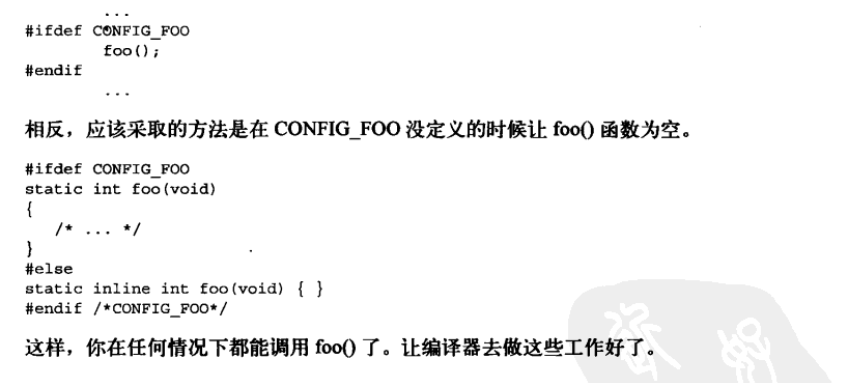 ...
#ifdef CONFIG_FOO
foo();
#endif
...
相反，应该采取的方法是在 CONFIG_FOO 没定义的时候让 foo() 函数为空。
#ifdef CONFIG_FOO
static int foo(void)
{
/* ... */
}
#else
static inline int foo(void) { }
#endif /*CONFIG_FOO*/
这样，你在任何情况下都能调用 foo() 了。让编译器去做这些工作好了。